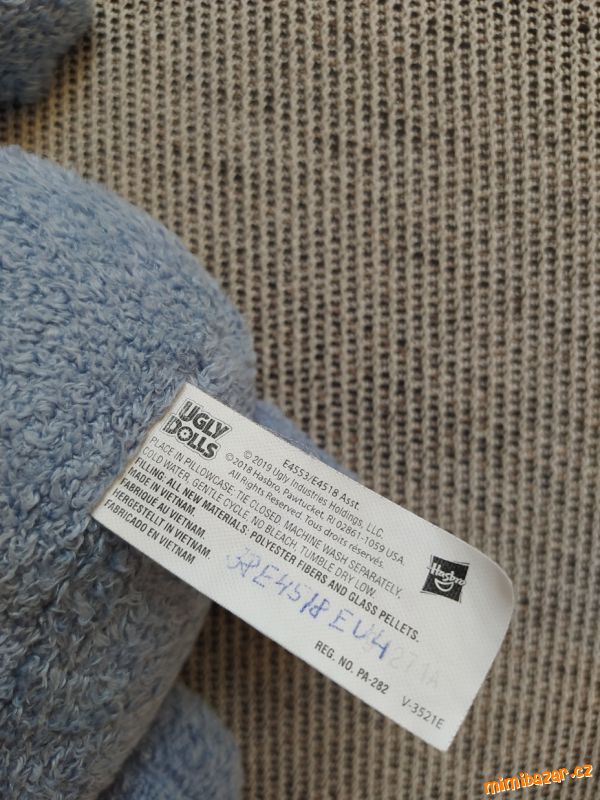 UGLY DOLLS
E4553/E4518 Asst.
©2019 Ugly Industries Holdings, LLC.
©2018 Hasbro, Pawtucket, RI 02861-1059 USA.
All Rights Reserved. Tous droits réservés.
PLACE IN PILLOWCASE; TIE CLOSED. MACHINE WASH SEPARATELY.
COLD WATER, GENTLE CYCLE, NO BLEACH, TUMBLE DRY LOW.
FILLING: ALL NEW MATERIALS: POLYESTER FIBERS AND GLASS PELLETS.
MADE IN VIETNAM.
FABRIQUÉ AU VIETNAM.
HERGESTELLT IN VIETNAM
FABRICADO EN VIETNAM
E4518 EU4
REG. NO. PA-282
V-3521E
Hasbro
mimibazar.cz